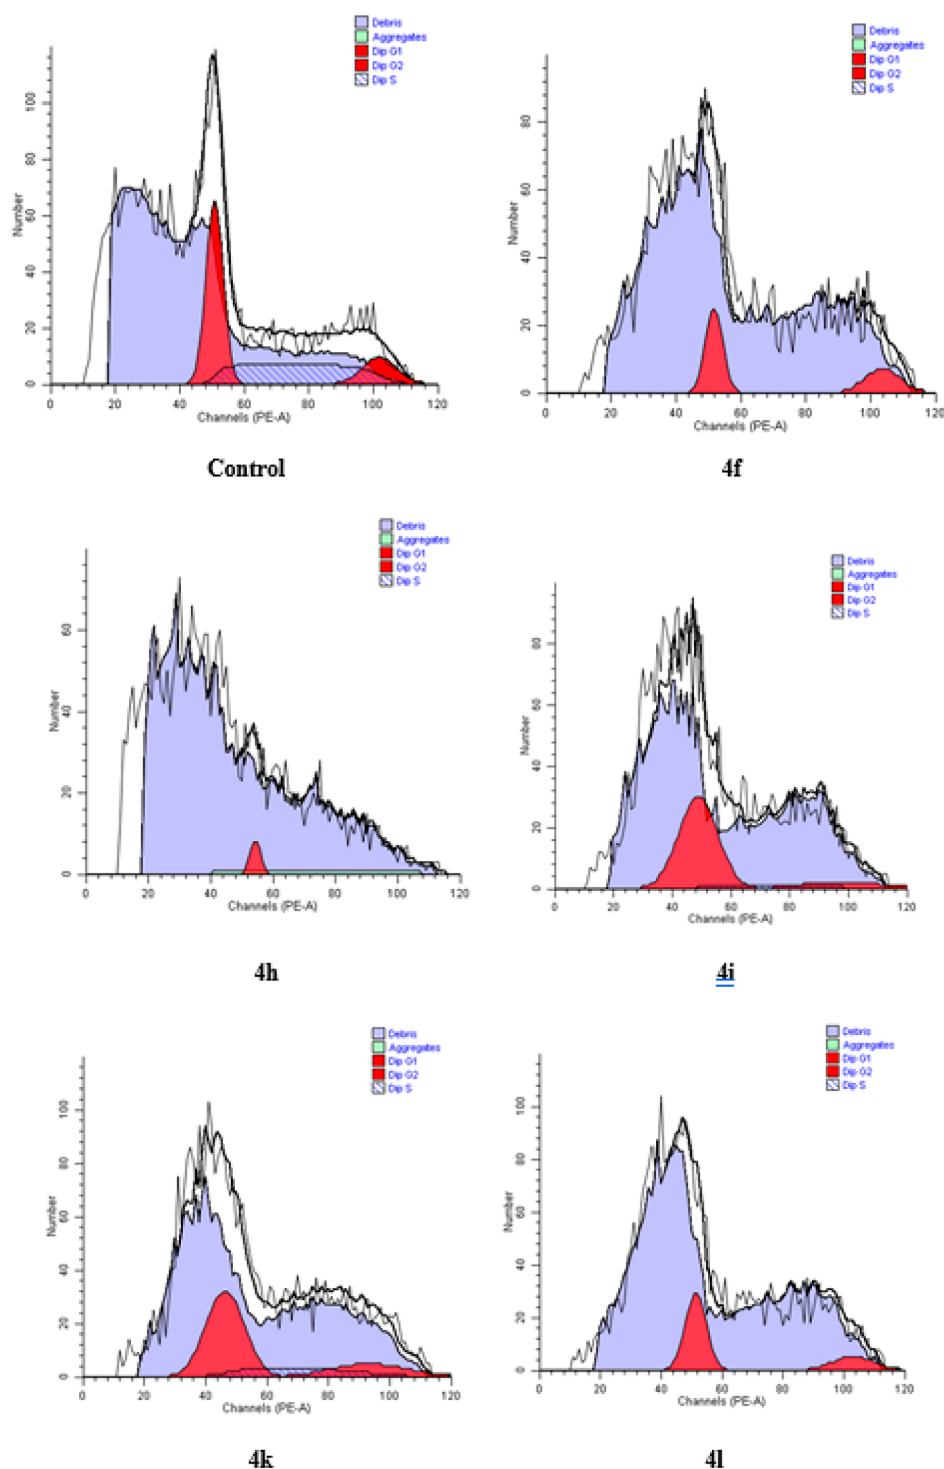 Debris
Aggregates
Dip G1
Dip G2
Dip S
Number
0 20 40 60 80 100
0 20 40 60 80 100 120
Channels (PE-A)
Control
Debris
Aggregates
Dip G1
Dip G2
Dip S
Number
0 20 40 60 80
0 20 40 60 80 100 120
Channels (PE-A)
4f
Debris
Aggregates
Dip G1
Dip G2
Dip S
Number
0 20 40 60
0 20 40 60 80 100 120
Channels (PE-A)
4h
Debris
Aggregates
Dip G1
Dip G2
Dip S
Number
0 20 40 60 80
0 20 40 60 80 100 120
Channels (PE-A)
4i
Debris
Aggregates
Dip G1
Dip G2
Dip S
Number
0 20 40 60 80 100
0 20 40 60 80 100 120
Channels (PE-A)
4k
Debris
Aggregates
Dip G1
Dip G2
Dip S
Number
0 20 40 60 80 100
0 20 40 60 80 100 120
Channels (PE-A)
4l